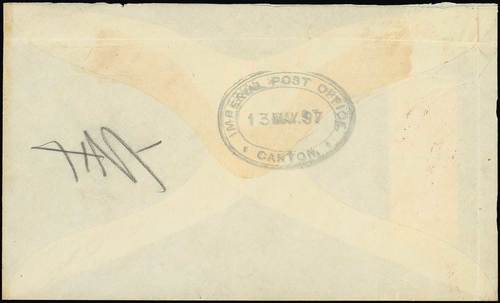 IMPERIAL POST OFFICE
13 MAY.97
CANTON.